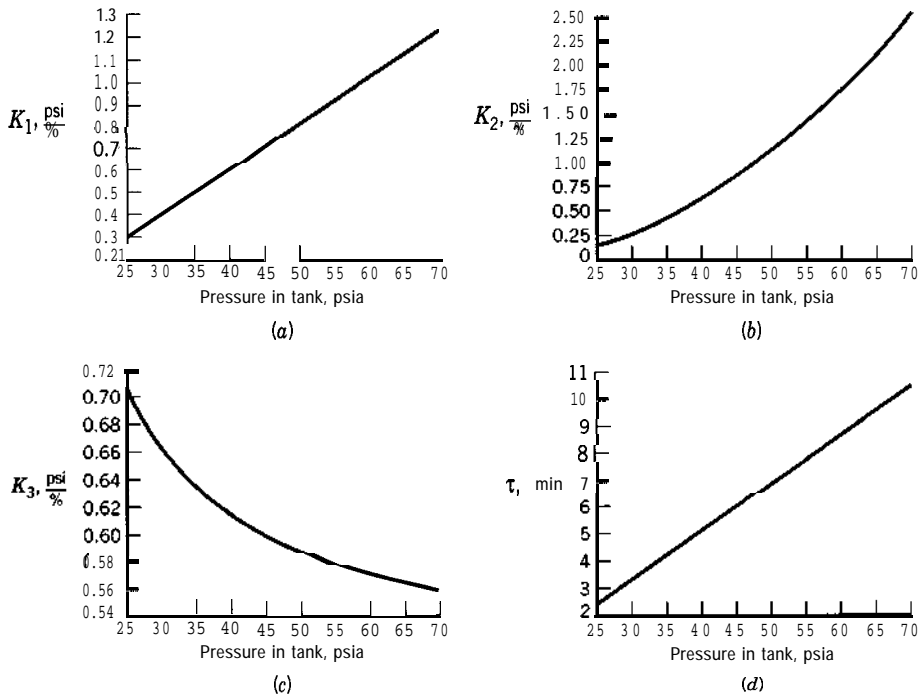 1.3
1.2
1.1
1.0
0.9
0.8
0.7
0.6
0.5
0.4
0.3
0.21
K1, psi/%
25 30 35 40 45 50 55 60 65 70
Pressure in tank, psia
(a)
2.50
2.25
2.00
1.75
1.50
1.25
1.00
0.75
0.50
0.25
0
K2, psi/%
25 30 35 40 45 50 55 60 65 70
Pressure in tank, psia
(b)
0.72
0.70
0.68
0.66
0.64
0.62
0.60
0.58
0.56
0.54
K3, psi/%
25 30 35 40 45 50 55 60 65 70
Pressure in tank, psia
(c)
11
10
9
8
7
6
5
4
3
2
τ, min
25 30 35 40 45 50 55 60 65 70
Pressure in tank, psia
(d)